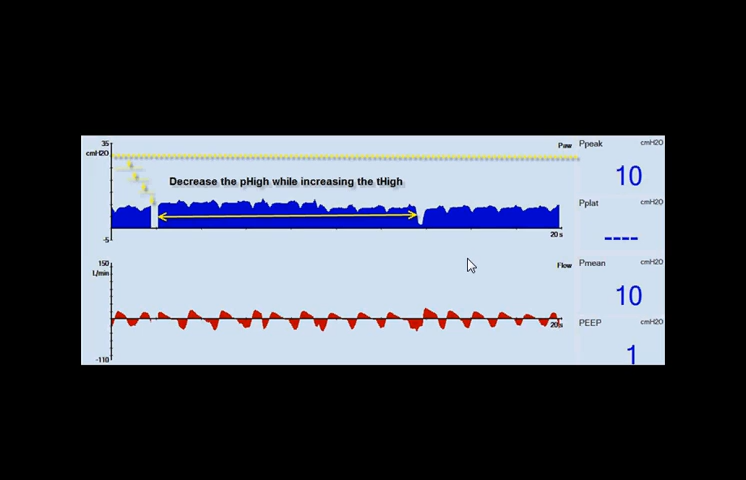 35
cmH2O
Paw
Ppeak cmH2O
10
Decrease the pHigh while increasing the tHigh
Pplat cmH2O
----
-5
20 s
150
L/min
Flow
Pmean cmH2O
10
20 s
PEEP cmH2O
1
-110